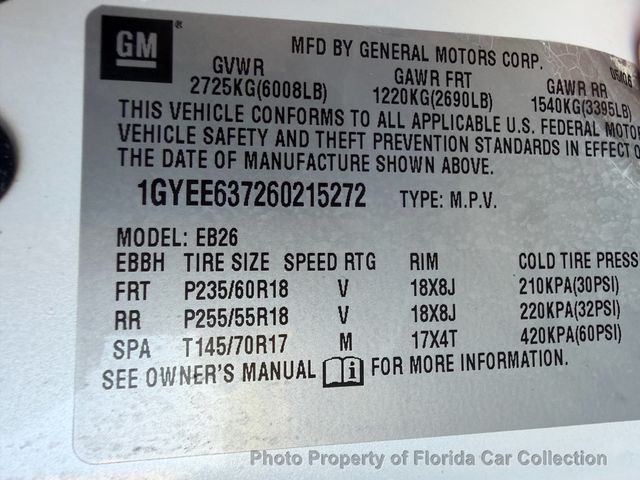 GM
MFD BY GENERAL MOTORS CORP.
GVWR GAWR FRT GAWR RR
2725KG(6008LB) 1220KG(2690LB) 1540KG(3395LB)
THIS VEHICLE CONFORMS TO ALL APPLICABLE U.S. FEDERAL MOTOR
VEHICLE SAFETY AND THEFT PREVENTION STANDARDS IN EFFECT O
THE DATE OF MANUFACTURE SHOWN ABOVE.
1GYEE637260215272 TYPE: M.P.V.
MODEL: EB26
EBBH TIRE SIZE SPEED RTG RIM COLD TIRE PRESS
FRT P235/60R18 V 18X8J 210KPA(30PSI)
RR P255/55R18 V 18X8J 220KPA(32PSI)
SPA T145/70R17 M 17X4T 420KPA(60PSI)
SEE OWNER'S MANUAL FOR MORE INFORMATION.
Photo Property of Florida Car Collection